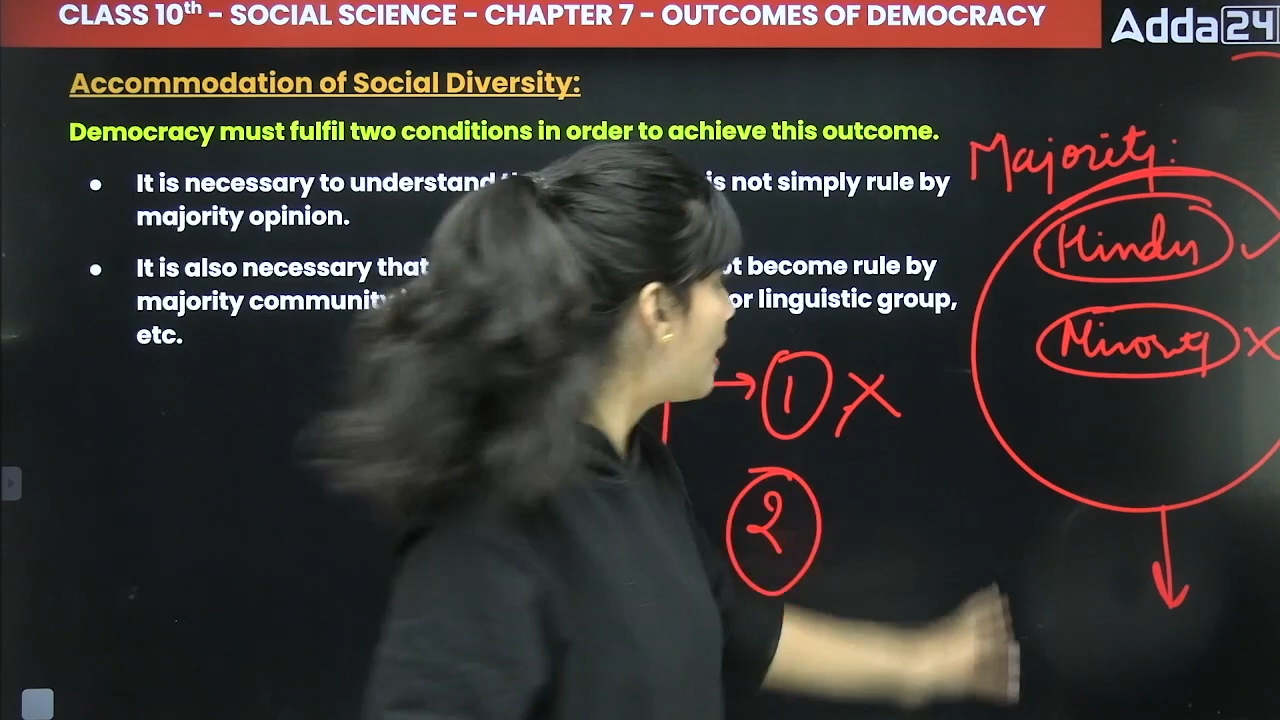 CLASS 10th - SOCIAL SCIENCE - CHAPTER 7 - OUTCOMES OF DEMOCRACY
Adda24
Accommodation of Social Diversity:
Democracy must fulfil two conditions in order to achieve this outcome.
● It is necessary to understand is not simply rule by
majority opinion.
● It is also necessary that become rule by
majority community or linguistic group,
etc.
Majority:
Hindu
Minority X
1 X
2